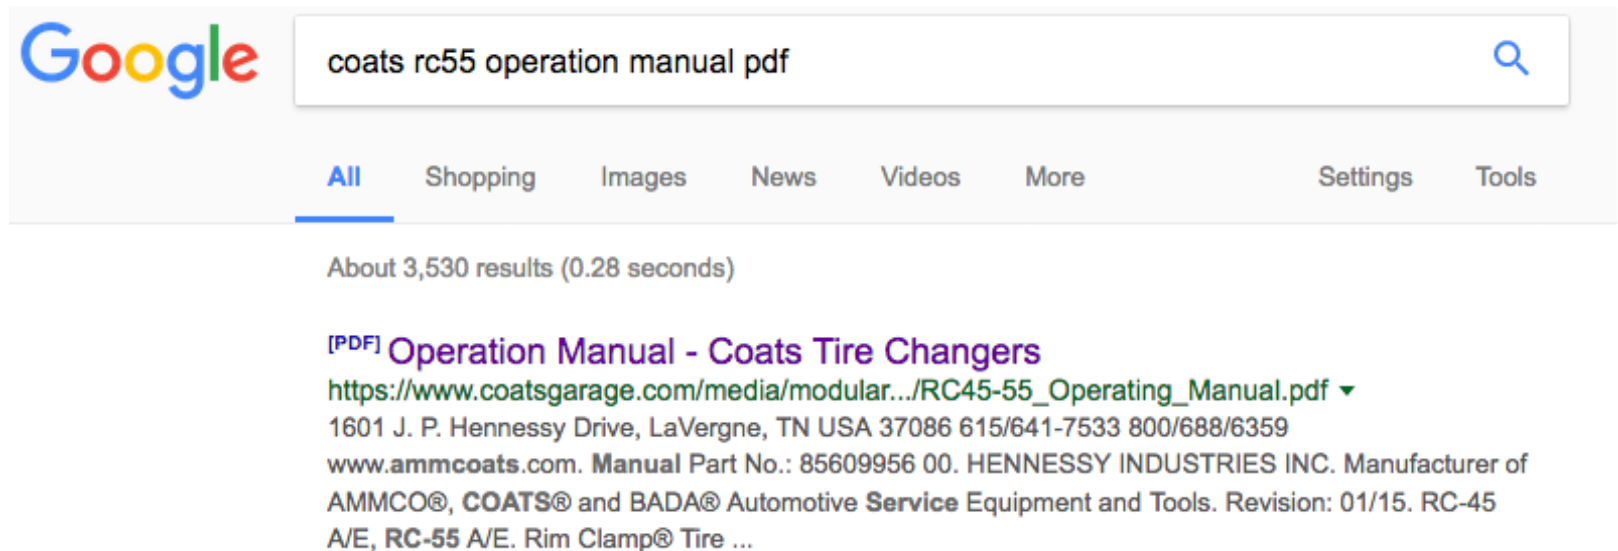 Google
coats rc55 operation manual pdf
All Shopping Images News Videos More Settings Tools
About 3,530 results (0.28 seconds)
[PDF] Operation Manual - Coats Tire Changers
https://www.coatsgarage.com/media/modular.../RC45-55_Operating_Manual.pdf
1601 J. P. Hennessy Drive, LaVergne, TN USA 37086 615/641-7533 800/688/6359
www.ammcoats.com. Manual Part No.: 85609956 00. HENNESSY INDUSTRIES INC. Manufacturer of
AMMCO®, COATS® and BADA® Automotive Service Equipment and Tools. Revision: 01/15. RC-45
A/E, RC-55 A/E. Rim Clamp® Tire ...